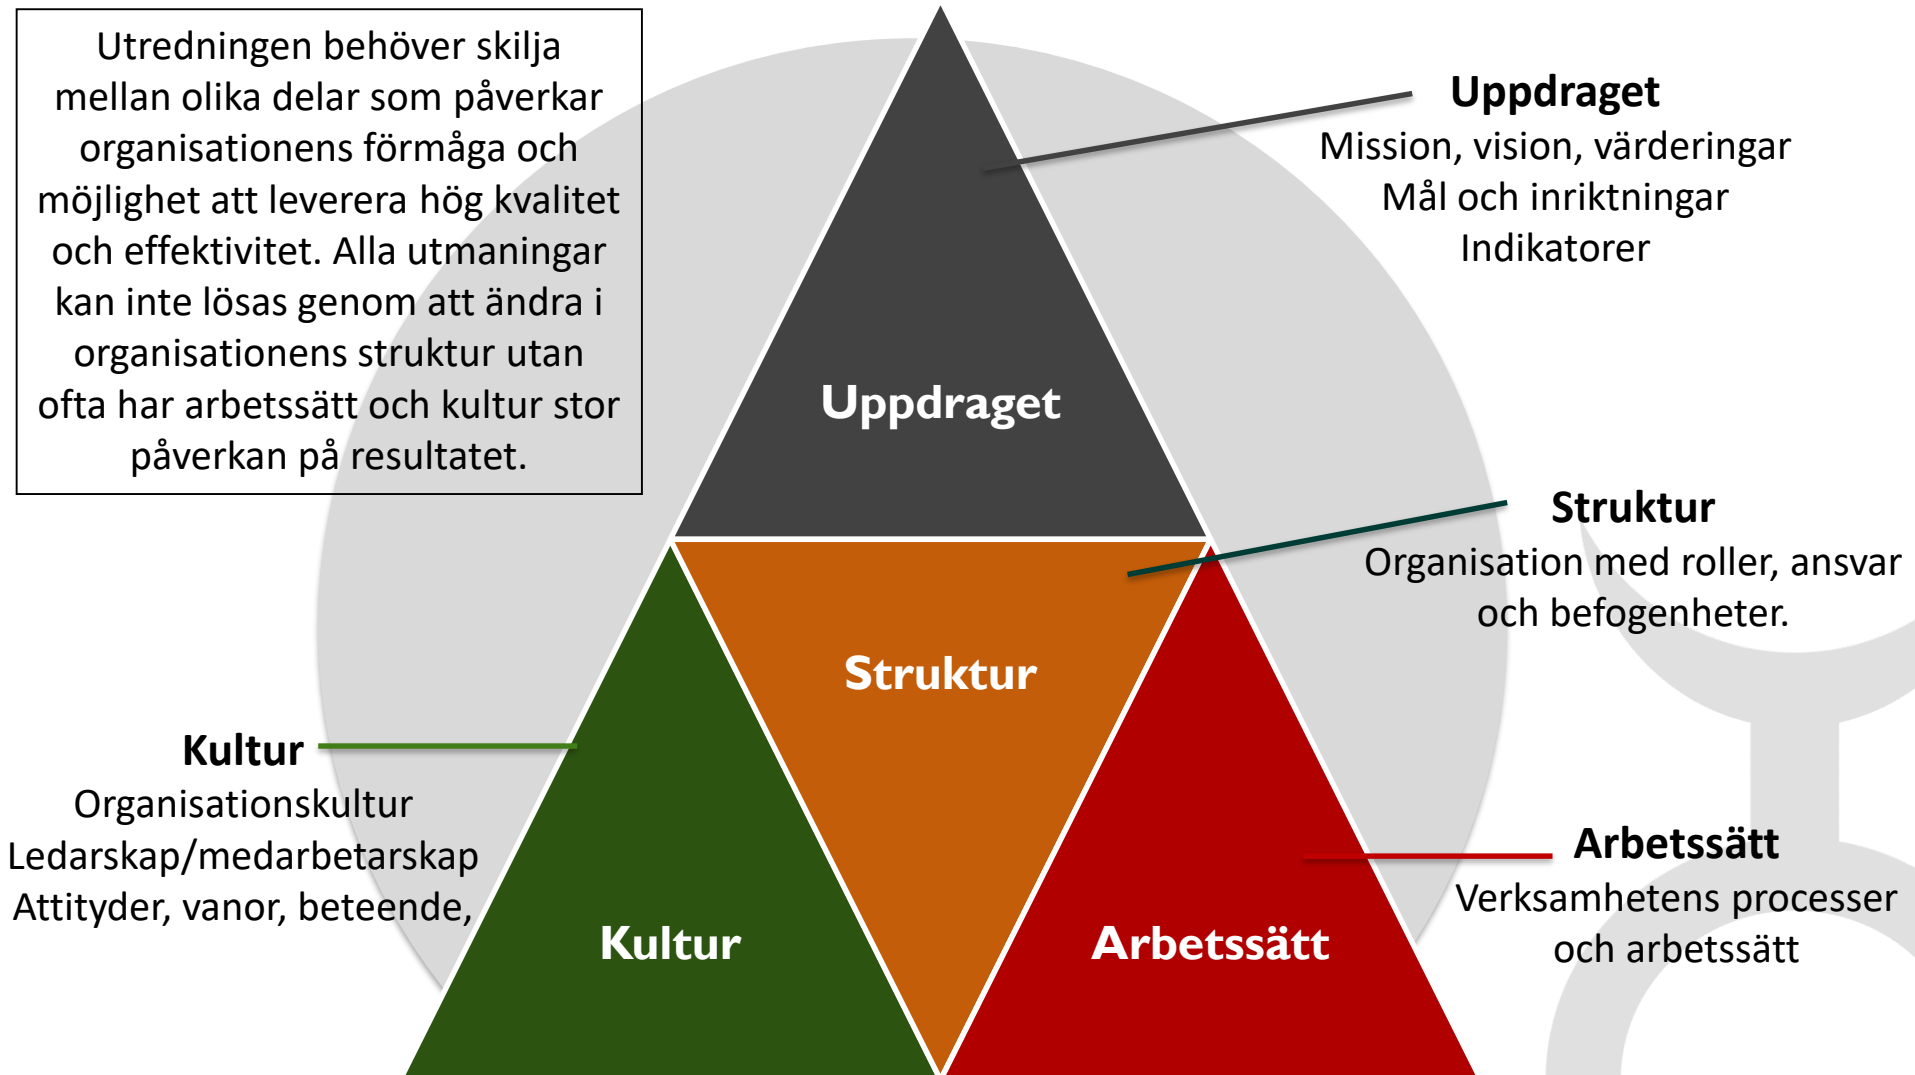 Utredningen behöver skilja
mellan olika delar som påverkar
organisationens förmåga och
möjlighet att leverera hög kvalitet
och effektivitet. Alla utmaningar
kan inte lösas genom att ändra i
organisationens struktur utan
ofta har arbetssätt och kultur stor
påverkan på resultatet.
Uppdraget
Mission, vision, värderingar
Mål och inriktningar
Indikatorer
Uppdraget
Struktur
Organisation med roller, ansvar
och befogenheter.
Struktur
Kultur
Organisationskultur
Ledarskap/medarbetarskap
Attityder, vanor, beteende,
Kultur
Arbetssätt
Arbetssätt
Verksamhetens processer
och arbetssätt